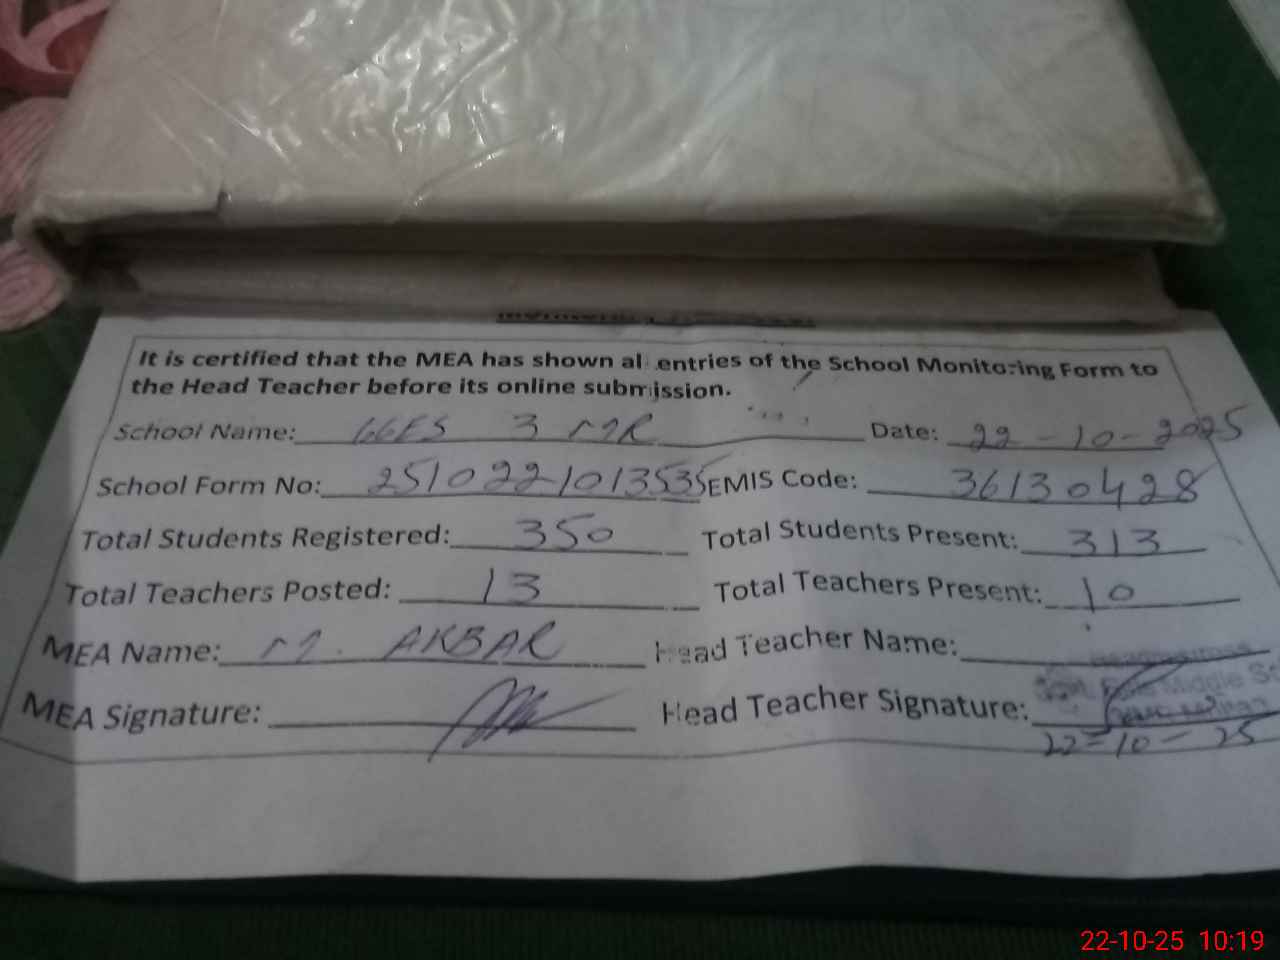 It is certified that the MEA has shown all entries of the School Monitoring Form to
the Head Teacher before its online submission.
School Name: GGES 3 MR Date: 22-10-2025
School Form No: 2510221013535 EMIS Code: 36130428
Total Students Registered: 350 Total Students Present: 313
Total Teachers Posted: 13 Total Teachers Present: 10
MEA Name: M. AKBAR Head Teacher Name:
MEA Signature: Head Teacher Signature:
Headmistress
Middle
22-10-25
22-10-25 10:19